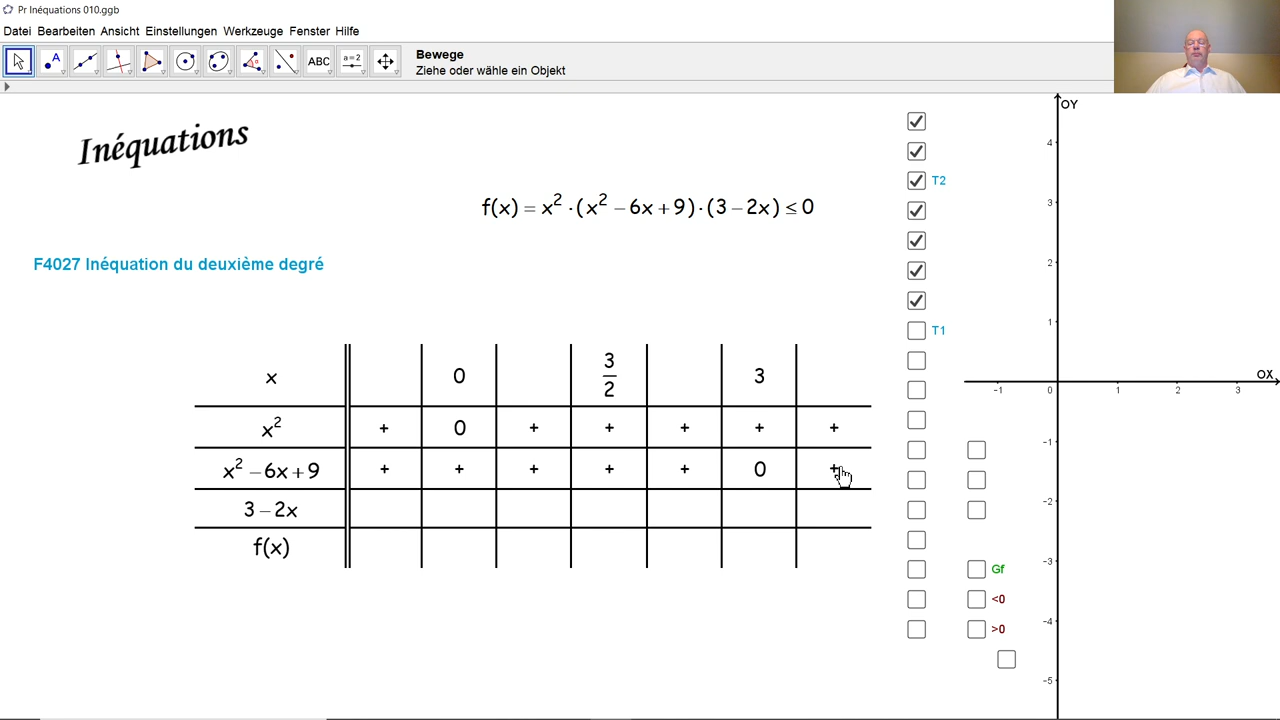 Pr Inéquations 010.ggb
Datei Bearbeiten Ansicht Einstellungen Werkzeuge Fenster Hilfe
A ABC a=2
Bewege
Ziehe oder wähle ein Objekt
Inéquations
f(x) = x² · (x² − 6x + 9) · (3 − 2x) ≤ 0
F4027 Inéquation du deuxième degré
x 0 3/2 3
x² + 0 + + + + +
x² − 6x + 9 + + + + + 0 +
3 − 2x
f(x)
T2
T1
Gf
<0
>0
OY
4
3
2
1
OX
−1 0 1 2 3
−1
−2
−3
−4
−5